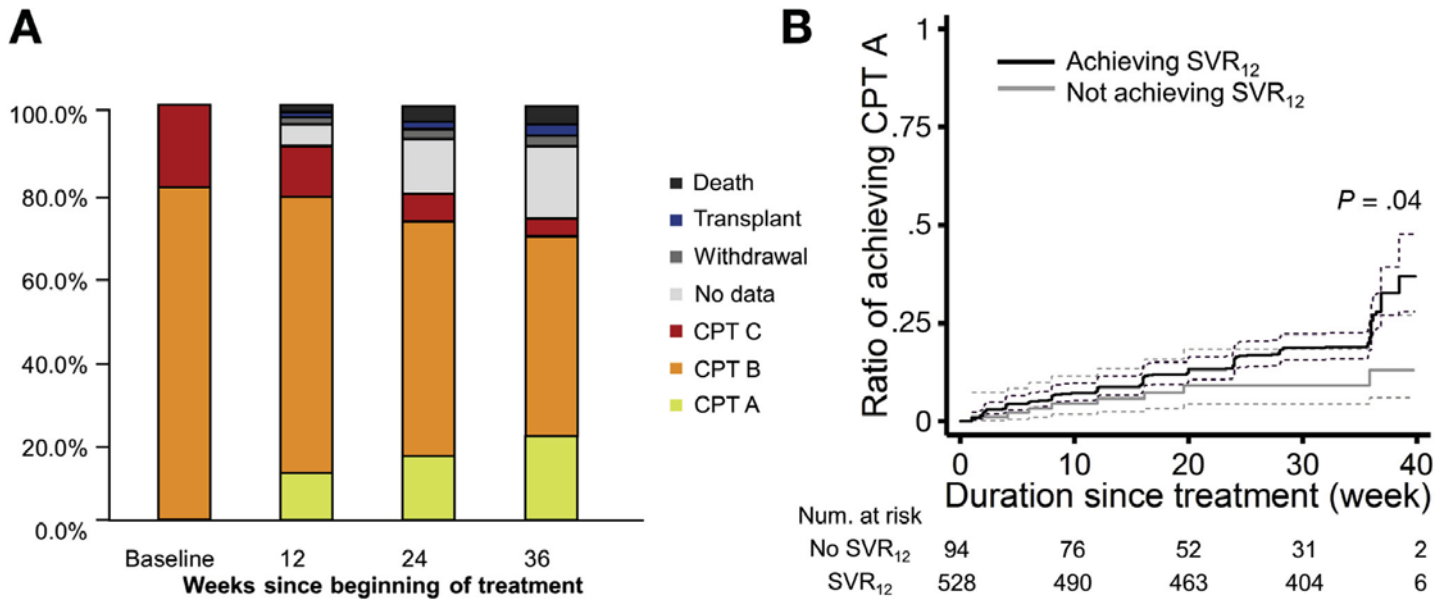 A
100.0%
80.0%
60.0%
40.0%
20.0%
0.0%
Baseline 12 24 36
Weeks since beginning of treatment
Death
Transplant
Withdrawal
No data
CPT C
CPT B
CPT A
B
Ratio of achieving CPT A
1
.75
.5
.25
0
Achieving SVR₁₂
Not achieving SVR₁₂
P = .04
0 10 20 30 40
Duration since treatment (week)
Num. at risk
No SVR₁₂ 94 76 52 31 2
SVR₁₂ 528 490 463 404 6